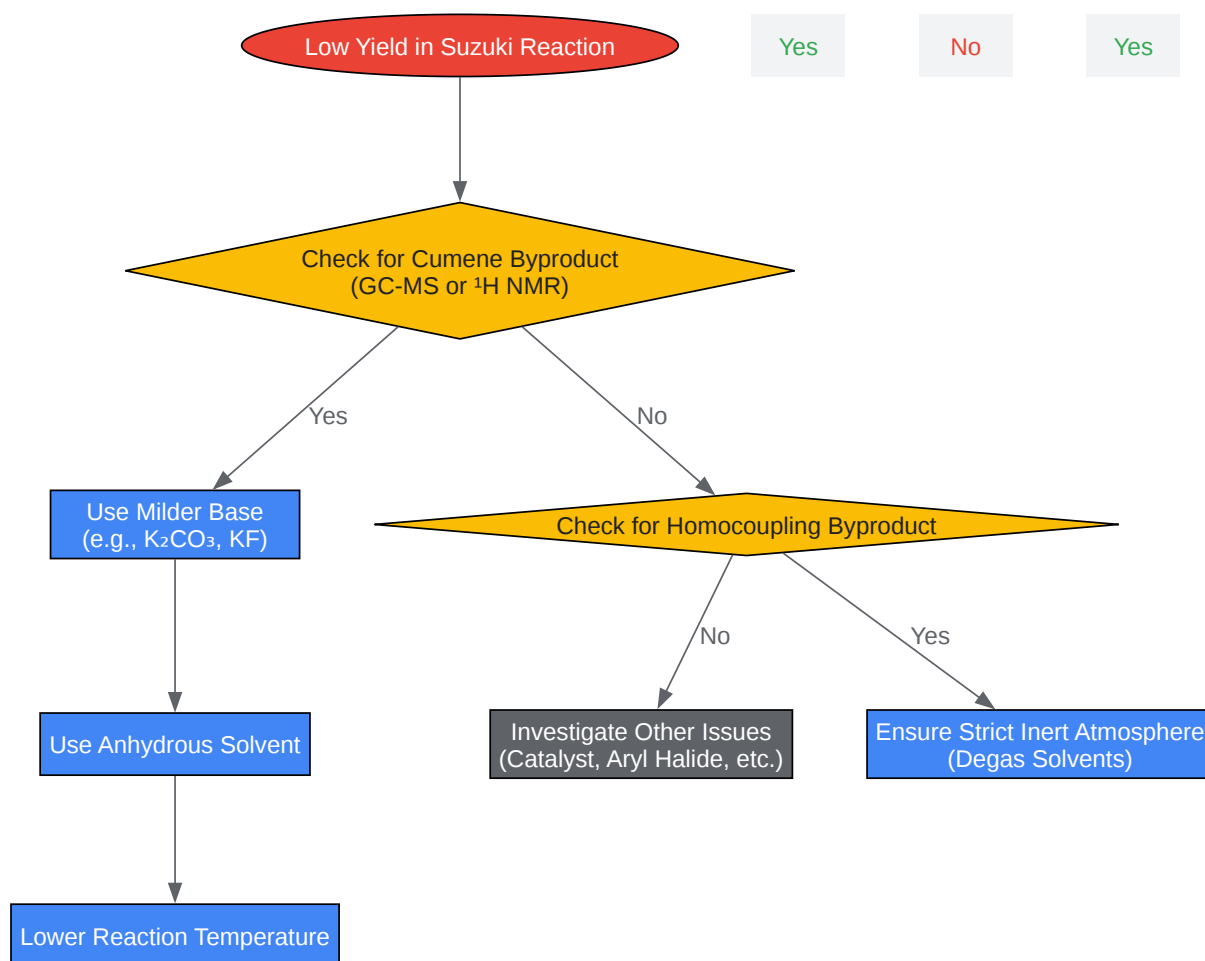 Low Yield in Suzuki Reaction
Yes
No
Yes
Check for Cumene Byproduct
(GC-MS or ¹H NMR)
Yes
No
Use Milder Base
(e.g., K₂CO₃, KF)
Check for Homocoupling Byproduct
No
Yes
Use Anhydrous Solvent
Investigate Other Issues
(Catalyst, Aryl Halide, etc.)
Ensure Strict Inert Atmosphere
(Degas Solvents)
Lower Reaction Temperature